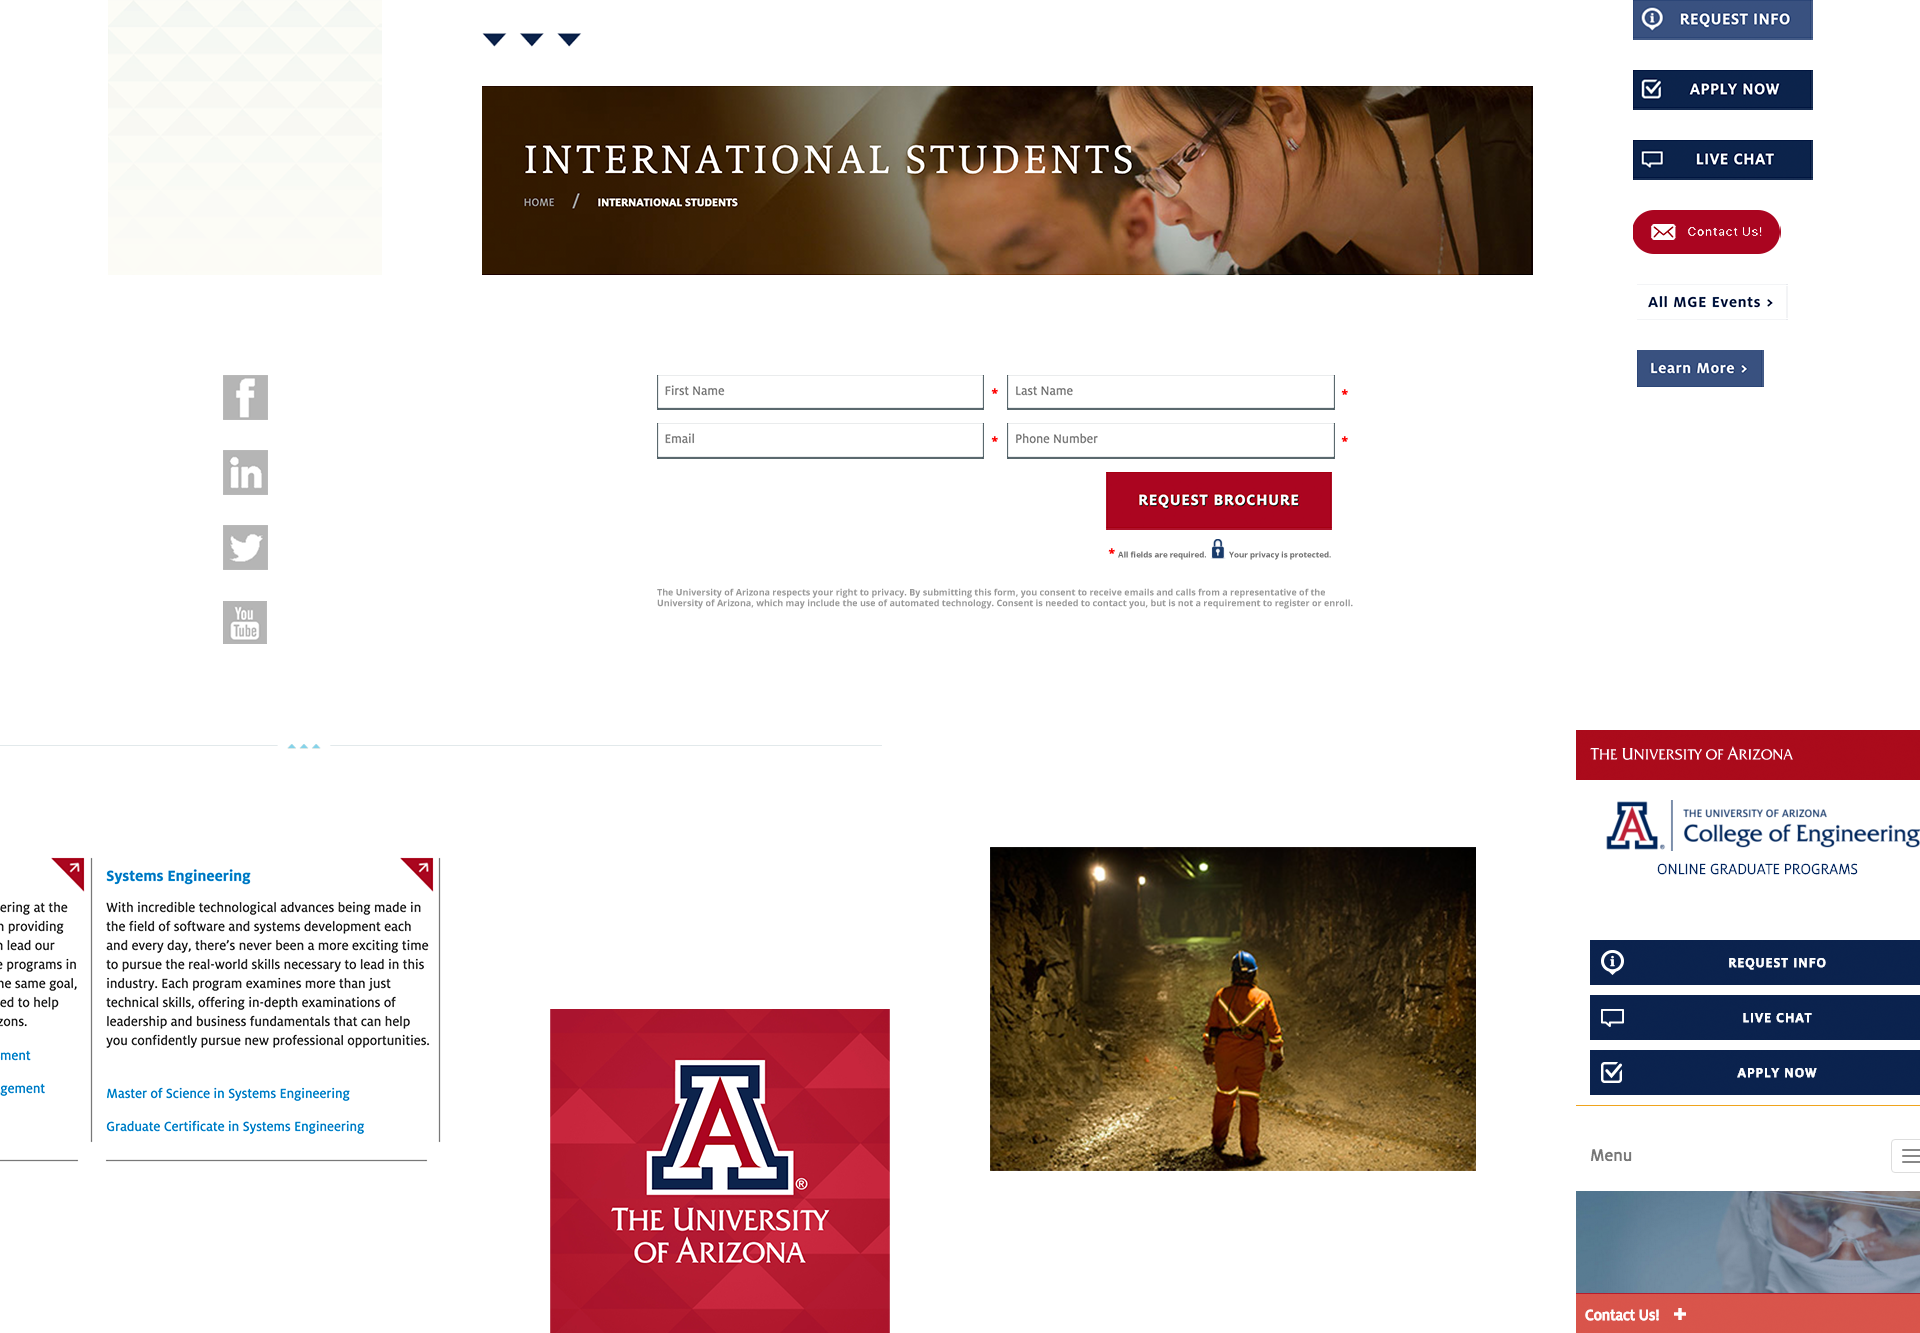 REQUEST INFO
APPLY NOW
LIVE CHAT
Contact Us!
All MGE Events >
Learn More >
INTERNATIONAL STUDENTS
HOME / INTERNATIONAL STUDENTS
First Name *
Last Name *
Email *
Phone Number *
REQUEST BROCHURE
* All fields are required. Your privacy is protected.
The University of Arizona respects your right to privacy. By submitting this form, you consent to receive emails and calls from a representative of the
University of Arizona, which may include the use of automated technology. Consent is needed to contact you, but is not a requirement to register or enroll.
f
in
You
Tube
ering at the
providing
lead our
programs in
same goal,
ed to help
zons.
ment
gement
Systems Engineering
With incredible technological advances being made in
the field of software and systems development each
and every day, there’s never been a more exciting time
to pursue the real-world skills necessary to lead in this
industry. Each program examines more than just
technical skills, offering in-depth examinations of
leadership and business fundamentals that can help
you confidently pursue new professional opportunities.
Master of Science in Systems Engineering
Graduate Certificate in Systems Engineering
A
®
THE UNIVERSITY
OF ARIZONA
THE UNIVERSITY OF ARIZONA
A
THE UNIVERSITY OF ARIZONA
College of Engineering
ONLINE GRADUATE PROGRAMS
REQUEST INFO
LIVE CHAT
APPLY NOW
Menu
Contact Us! +